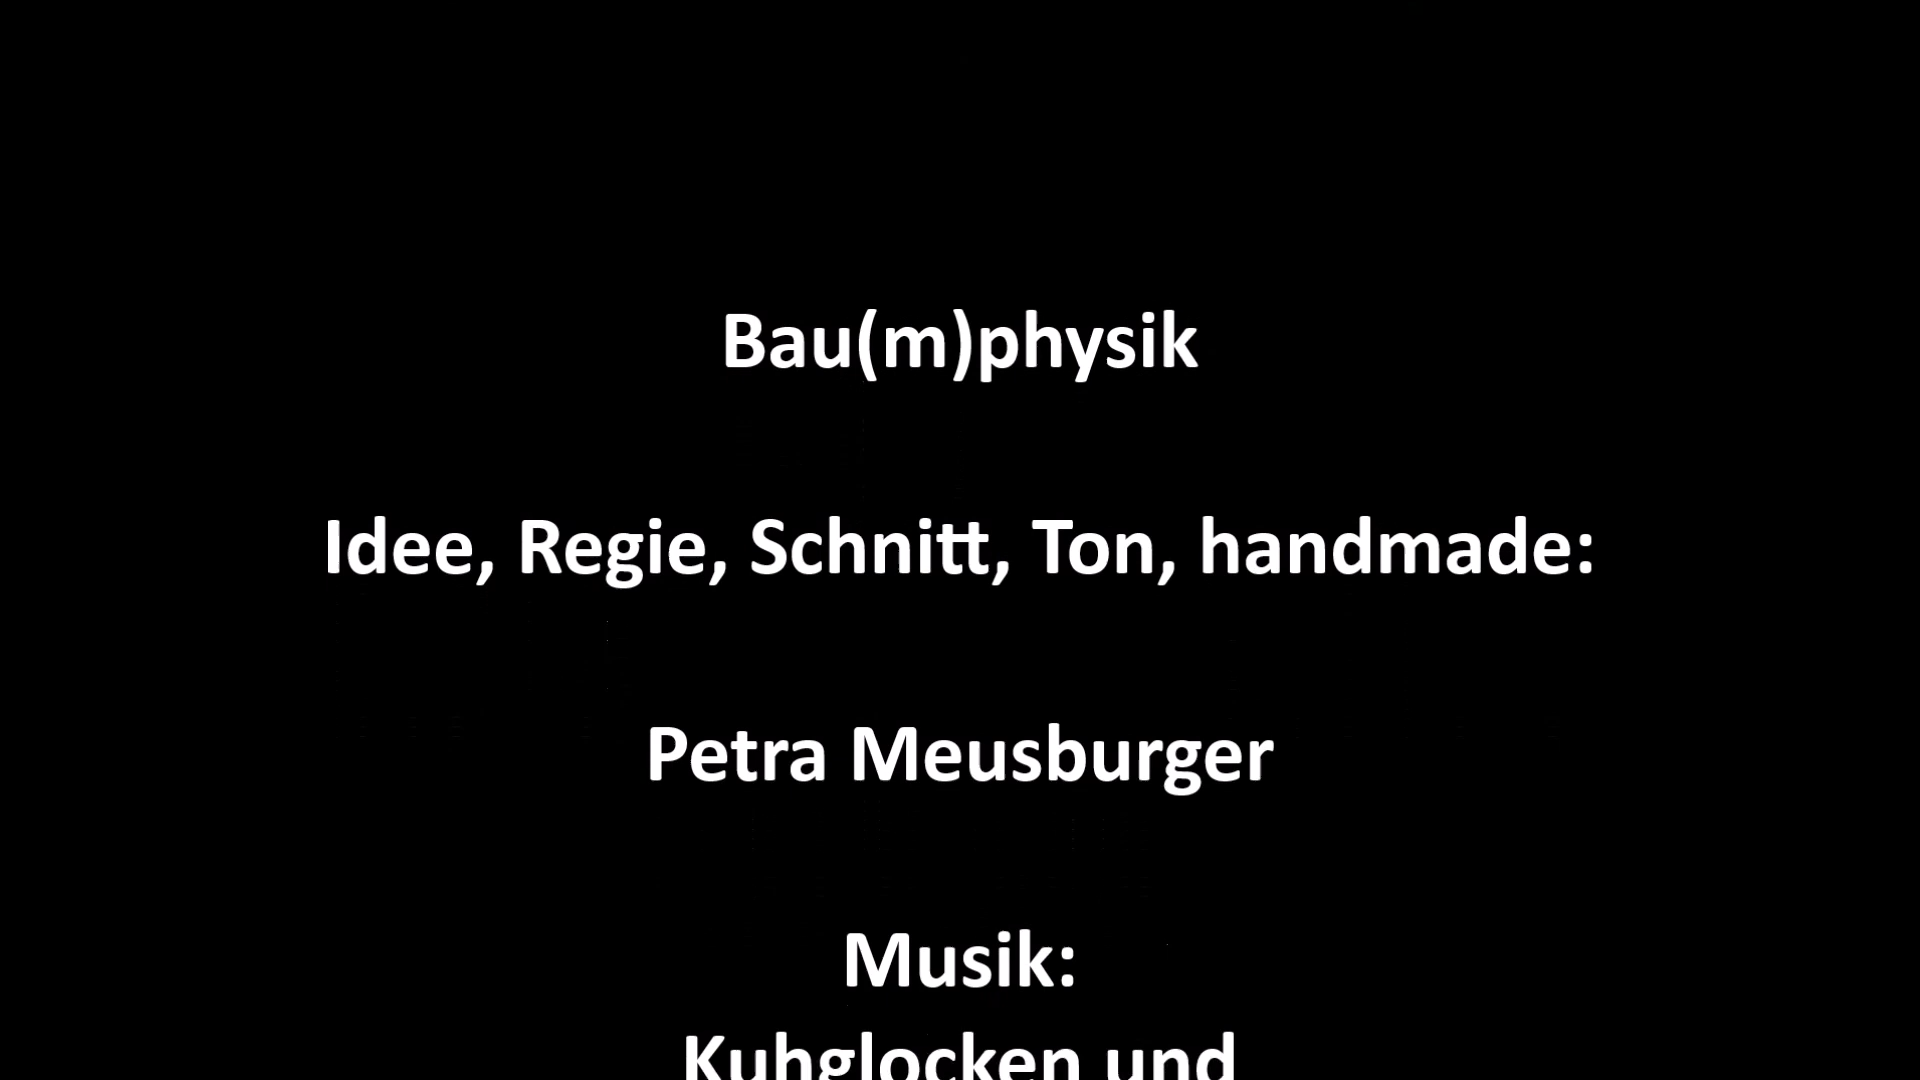 Bau(m)physik
Idee, Regie, Schnitt, Ton, handmade:
Petra Meusburger
Musik:
Kuhglocken und